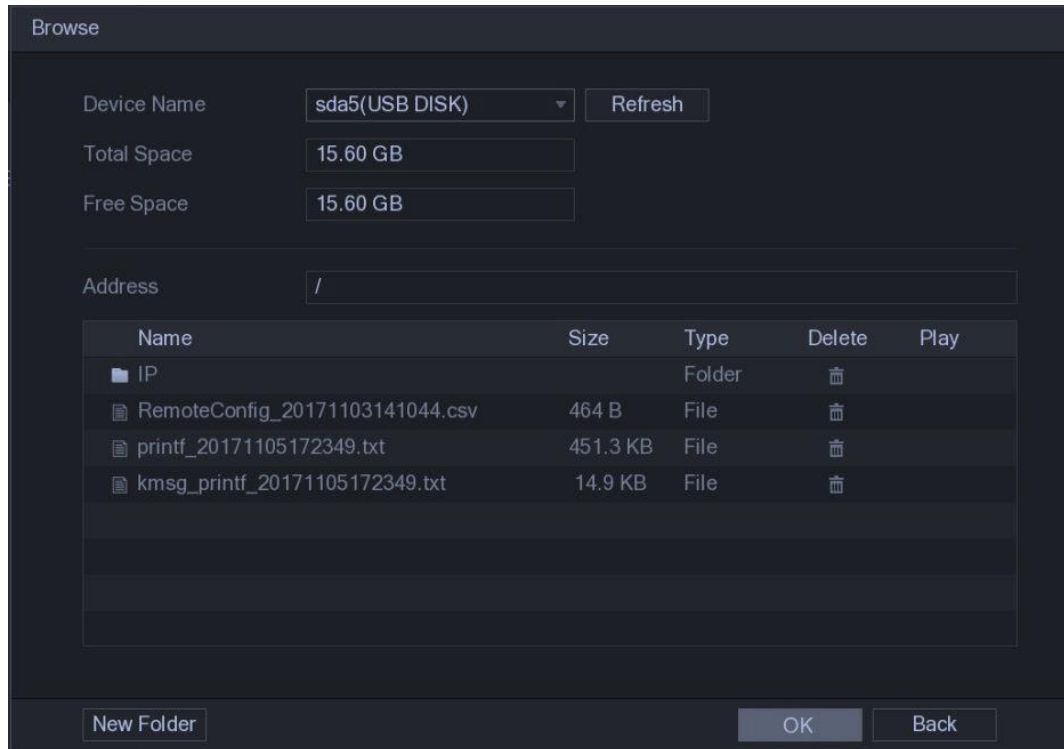 Browse
Device Name sda5(USB DISK) Refresh
Total Space 15.60 GB
Free Space 15.60 GB
Address /
Name Size Type Delete Play
IP Folder
RemoteConfig_20171103141044.csv 464 B File
printf_20171105172349.txt 451.3 KB File
kmsg_printf_20171105172349.txt 14.9 KB File
New Folder OK Back